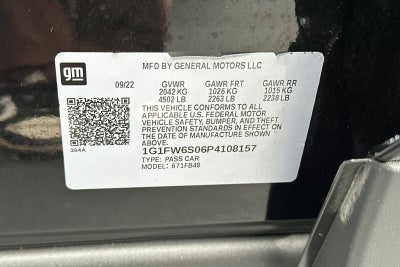 gm
MFD BY GENERAL MOTORS LLC
09/22 GVWR GAWR FRT GAWR RR
2042 KG 1026 KG 1015 KG
4502 LB 2263 LB 2238 LB
THIS VEHICLE CONFORMS TO ALL
APPLICABLE U.S. FEDERAL MOTOR
VEHICLE SAFETY, BUMPER, AND THEFT
PREVENTION STANDARDS IN EFFECT ON
THE DATE OF MANUFACTURE SHOWN
ABOVE.
384A
1G1FW6S06P4108157
TYPE: PASS CAR
MODEL: 671FB48